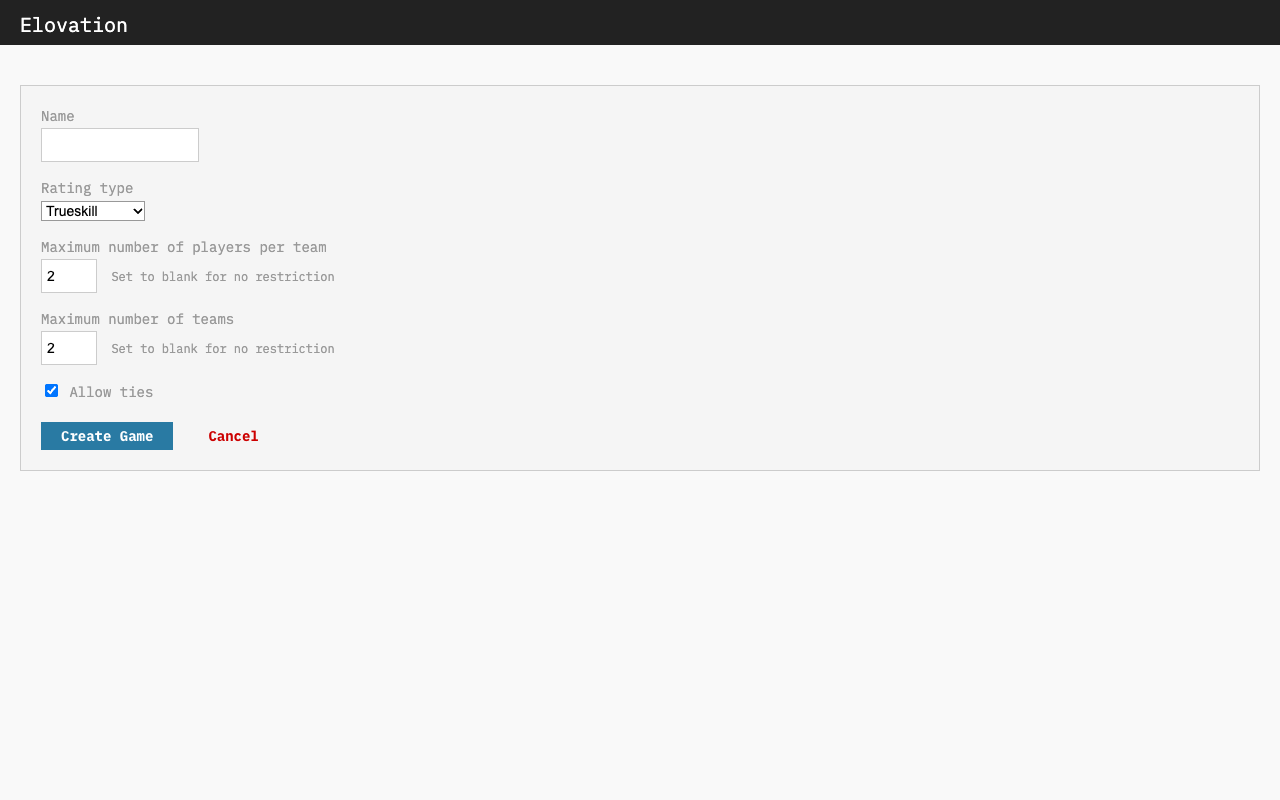 Elovation
Name
Rating type
Trueskill
Maximum number of players per team
2 Set to blank for no restriction
Maximum number of teams
2 Set to blank for no restriction
Allow ties
Create Game Cancel